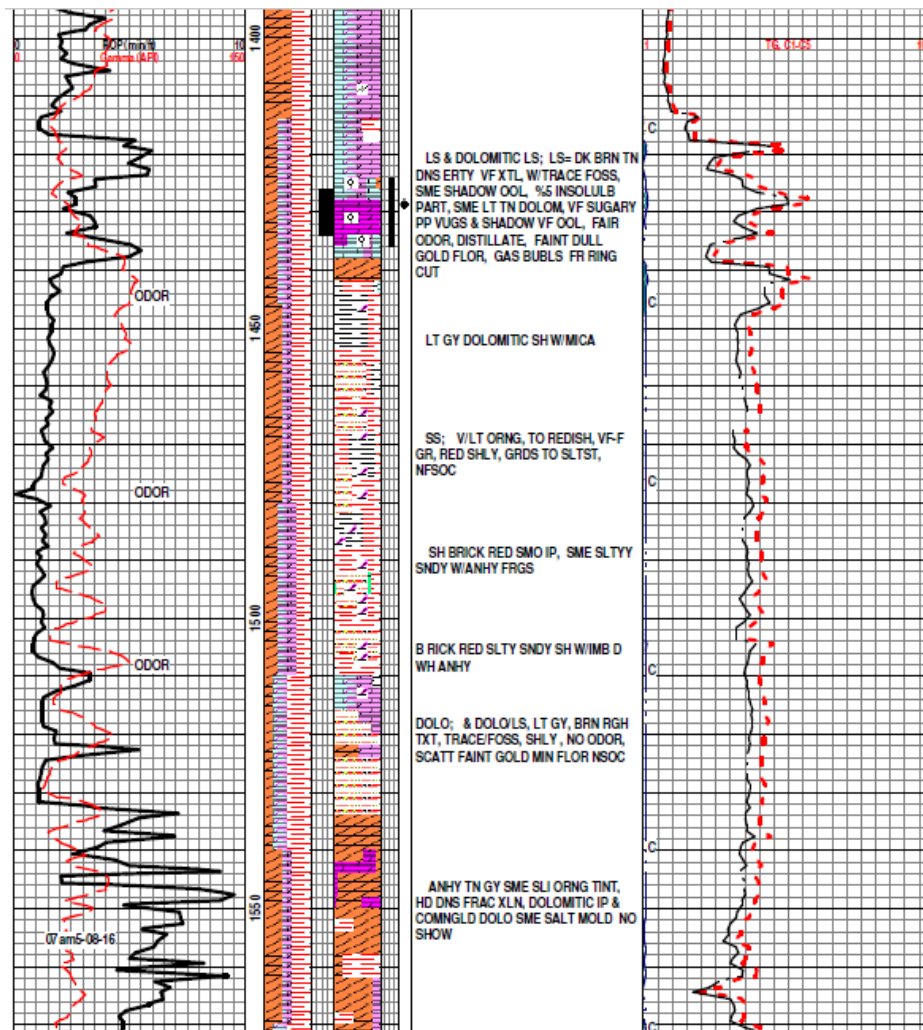 ROP (min/ft) 10
0 Gamma (API) 150
1400
1 TG, C1-C5
C
LS & DOLOMITIC LS; LS= DK BRN TN
DNS ERTY VF XTL, W/TRACE FOSS,
SME SHADOW OOL, %5 INSOLULB
PART, SME LT TN DOLOM, VF SUGARY
PP VUGS & SHADOW VF OOL, FAIR
ODOR, DISTILLATE, FAINT DULL
GOLD FLOR, GAS BUBLS FR RING
CUT
ODOR
C
1450
LT GY DOLOMITIC SH W/MICA
SS; V/LT ORNG, TO REDISH, VF-F
GR, RED SHLY, GRDS TO SLTST,
NFSOC
ODOR
C
SH BRICK RED SMO IP, SME SLTYY
SNDY W/ANHY FRGS
1500
B RICK RED SLTY SNDY SH W/IMB D
WH ANHY
ODOR
C
DOLO; & DOLO/LS, LT GY, BRN RGH
TXT, TRACE/FOSS, SHLY , NO ODOR,
SCATT FAINT GOLD MIN FLOR NSOC
C
ANHY TN GY SME SLI ORNG TINT,
HD DNS FRAC XLN, DOLOMITIC IP &
COMNGLD DOLO SME SALT MOLD NO
SHOW
1550
07am5-08-16
C